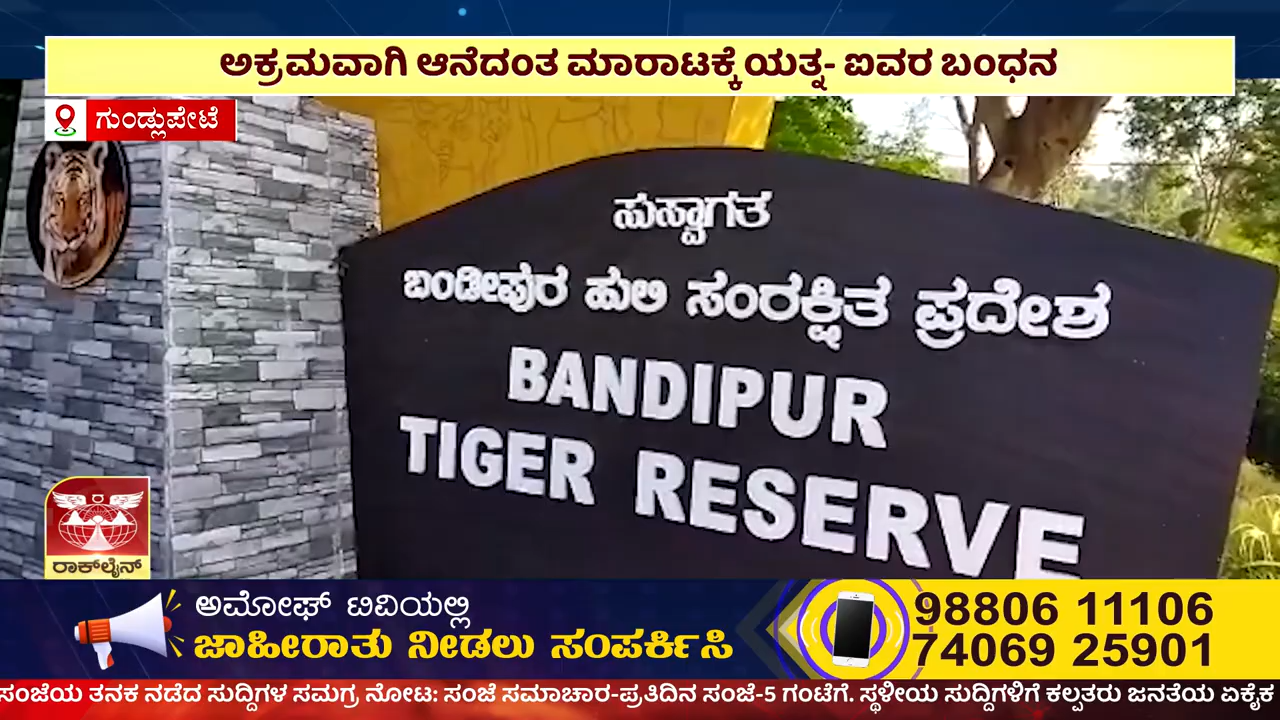 ಅಕ್ರಮವಾಗಿ ಆನೆದಂತ ಮಾರಾಟಕ್ಕೆ ಯತ್ನ- ಐವರ ಬಂಧನ
ಗುಂಡ್ಲುಪೇಟೆ
ಸುಸ್ವಾಗತ
ಬಂಡೀಪುರ ಹುಲಿ ಸಂರಕ್ಷಿತ ಪ್ರದೇಶ
BANDIPUR
TIGER RESERVE
ರ
ರಾಕ್‌ಲೈನ್
ಅಮೋಘ್ ಟಿವಿಯಲ್ಲಿ
ಜಾಹೀರಾತು ನೀಡಲು ಸಂಪರ್ಕಿಸಿ
98806 11106
74069 25901
ಸಂಜೆಯ ತನಕ ನಡೆದ ಸುದ್ದಿಗಳ ಸಮಗ್ರ ನೋಟ: ಸಂಜೆ ಸಮಾಚಾರ-ಪ್ರತಿದಿನ ಸಂಜೆ-5 ಗಂಟೆಗೆ. ಸ್ಥಳೀಯ ಸುದ್ದಿಗಳಿಗೆ ಕಲ್ಪತರು ಜನತೆಯ ಏಕೈಕ